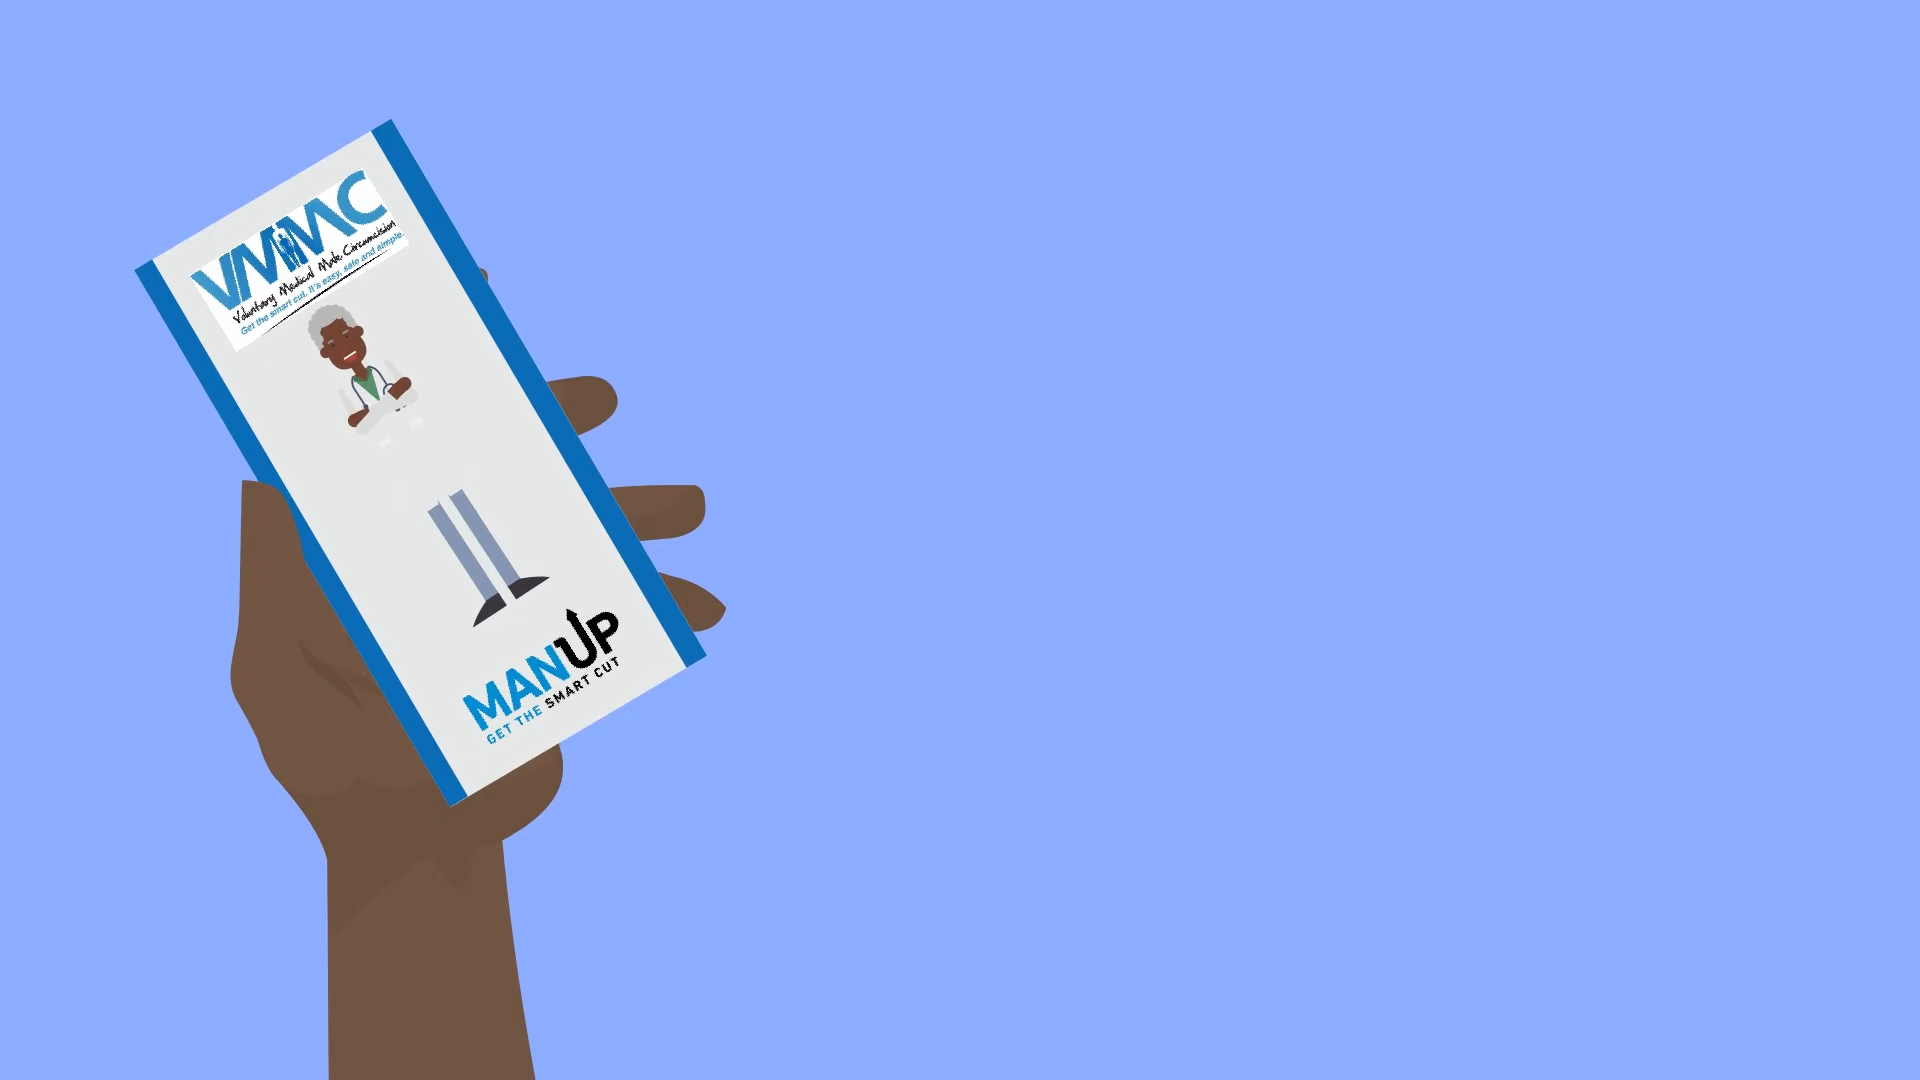 VMMC
Voluntary Medical Male Circumcision
Get the smart cut. It's easy, safe and simple.
MANUP
GET THE SMART CUT